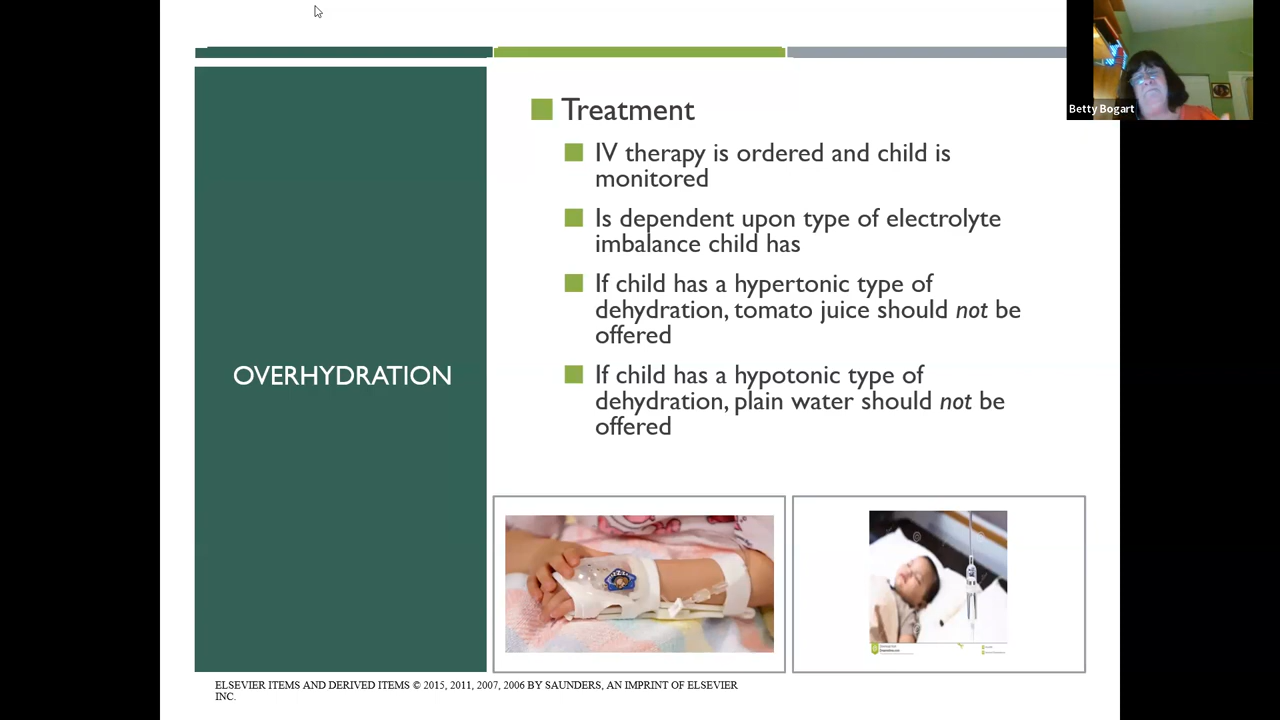 Betty Bogart
Treatment
IV therapy is ordered and child is
monitored
Is dependent upon type of electrolyte
imbalance child has
If child has a hypertonic type of
dehydration, tomato juice should not be
offered
OVERHYDRATION
If child has a hypotonic type of
dehydration, plain water should not be
offered
ELSEVIER ITEMS AND DERIVED ITEMS © 2015, 2011, 2007, 2006 BY SAUNDERS, AN IMPRINT OF ELSEVIER
INC.